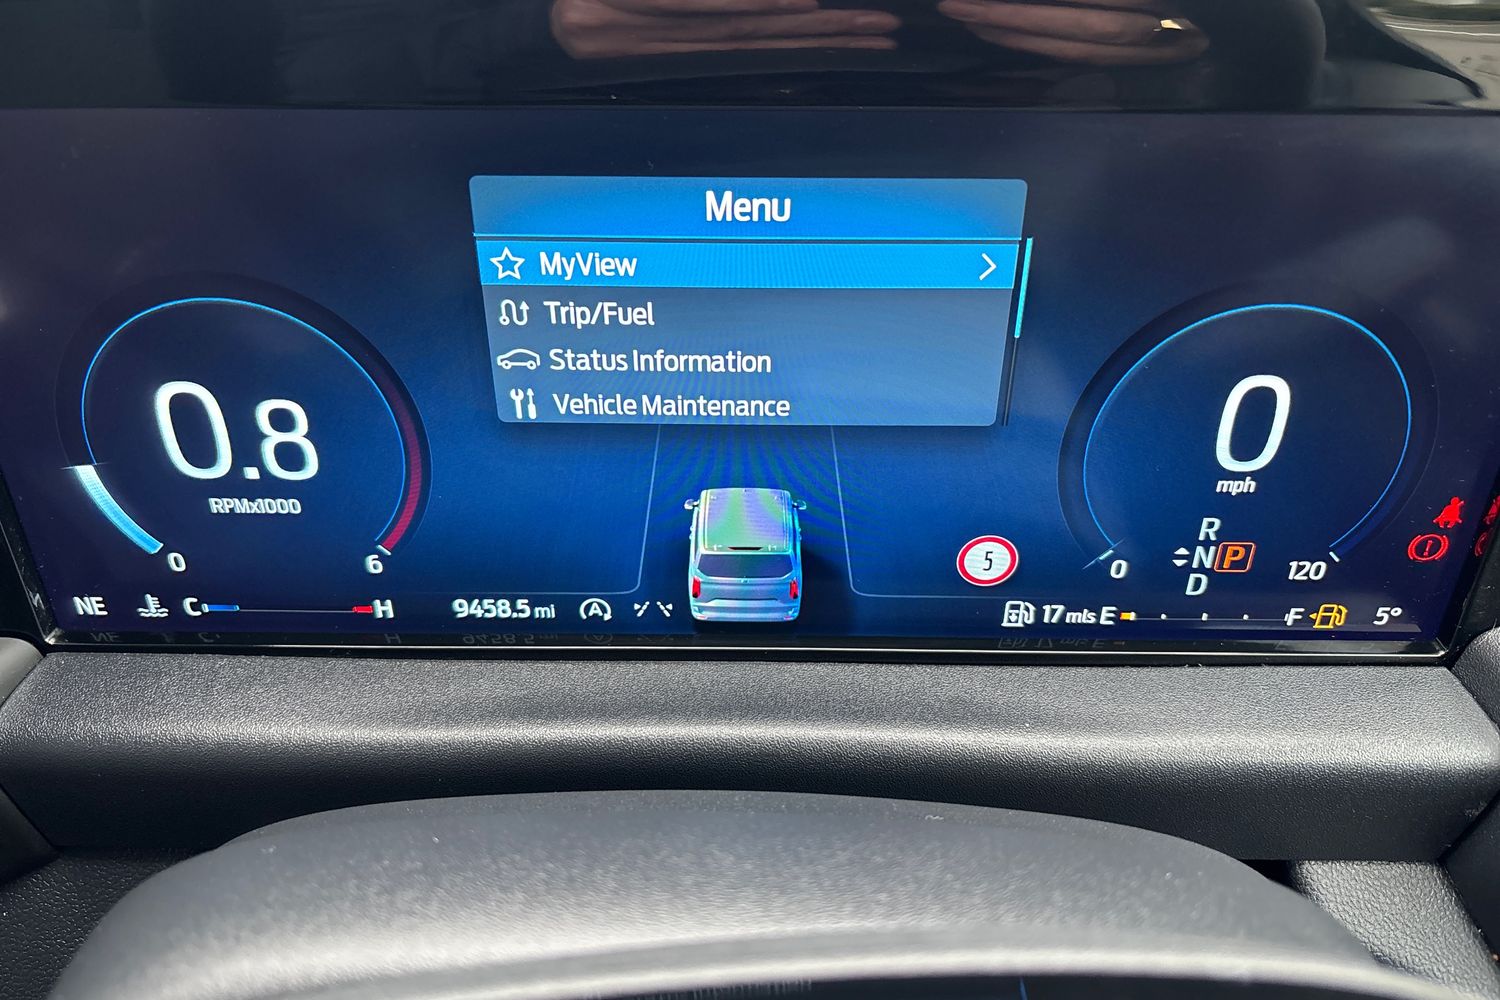 Menu
MyView
Trip/Fuel
Status Information
Vehicle Maintenance
0.8
RPMx1000
0
6
0
mph
R
N P
D
0
120
5
NE
C
H
9458.5 mi
A
17 mls E
F
5°